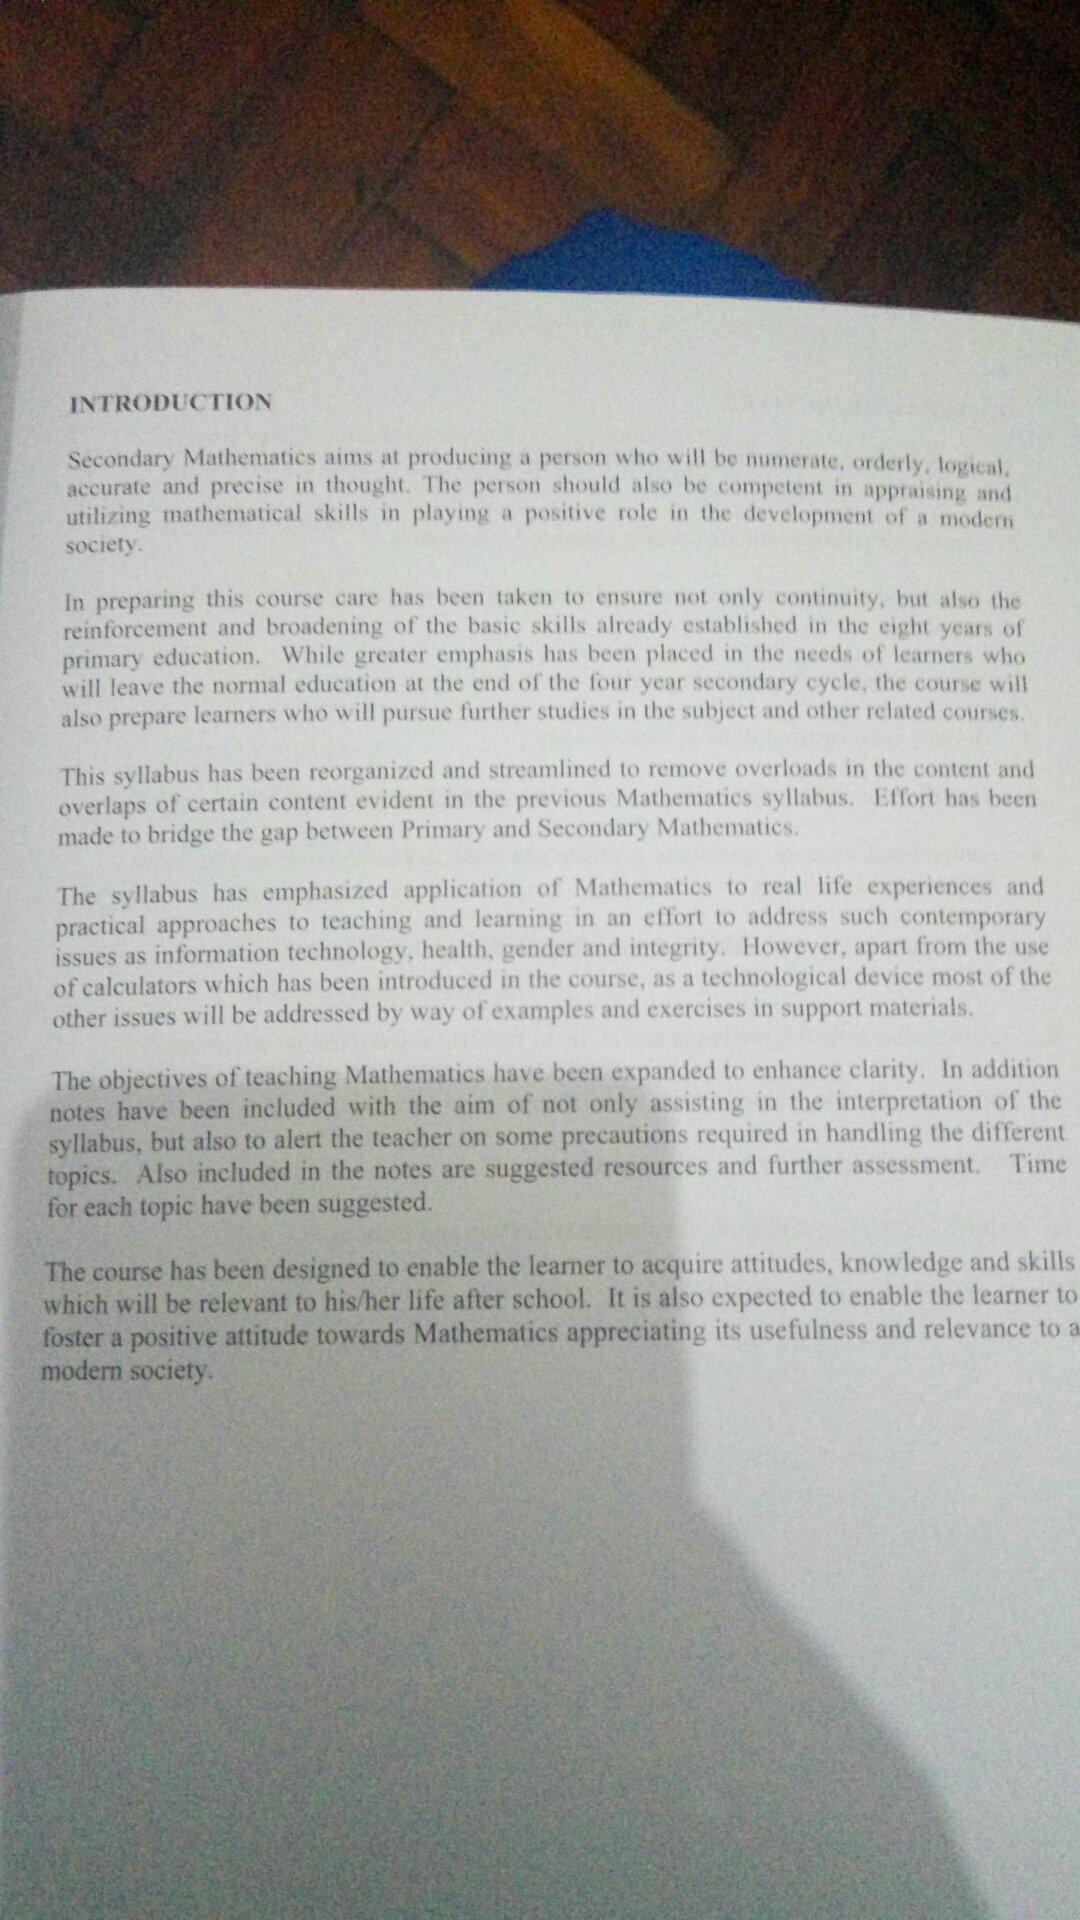 INTRODUCTION
Secondary Mathematics aims at producing a person who will be numerate, orderly, logical,
accurate and precise in thought. The person should also be competent in appraising and
utilizing mathematical skills in playing a positive role in the development of a modern
society.
In preparing this course care has been taken to ensure not only continuity, but also the
reinforcement and broadening of the basic skills already established in the eight years of
primary education. While greater emphasis has been placed in the needs of learners who
will leave the normal education at the end of the four year secondary cycle, the course will
also prepare learners who will pursue further studies in the subject and other related courses.
This syllabus has been reorganized and streamlined to remove overloads in the content and
overlaps of certain content evident in the previous Mathematics syllabus. Effort has been
made to bridge the gap between Primary and Secondary Mathematics.
The syllabus has emphasized application of Mathematics to real life experiences and
practical approaches to teaching and learning in an effort to address such contemporary
issues as information technology, health, gender and integrity. However, apart from the use
of calculators which has been introduced in the course, as a technological device most of the
other issues will be addressed by way of examples and exercises in support materials.
The objectives of teaching Mathematics have been expanded to enhance clarity. In addition
notes have been included with the aim of not only assisting in the interpretation of the
syllabus, but also to alert the teacher on some precautions required in handling the different
topics. Also included in the notes are suggested resources and further assessment. Time
for each topic have been suggested.
The course has been designed to enable the learner to acquire attitudes, knowledge and skills
which will be relevant to his/her life after school. It is also expected to enable the learner to
foster a positive attitude towards Mathematics appreciating its usefulness and relevance to a
modern society.